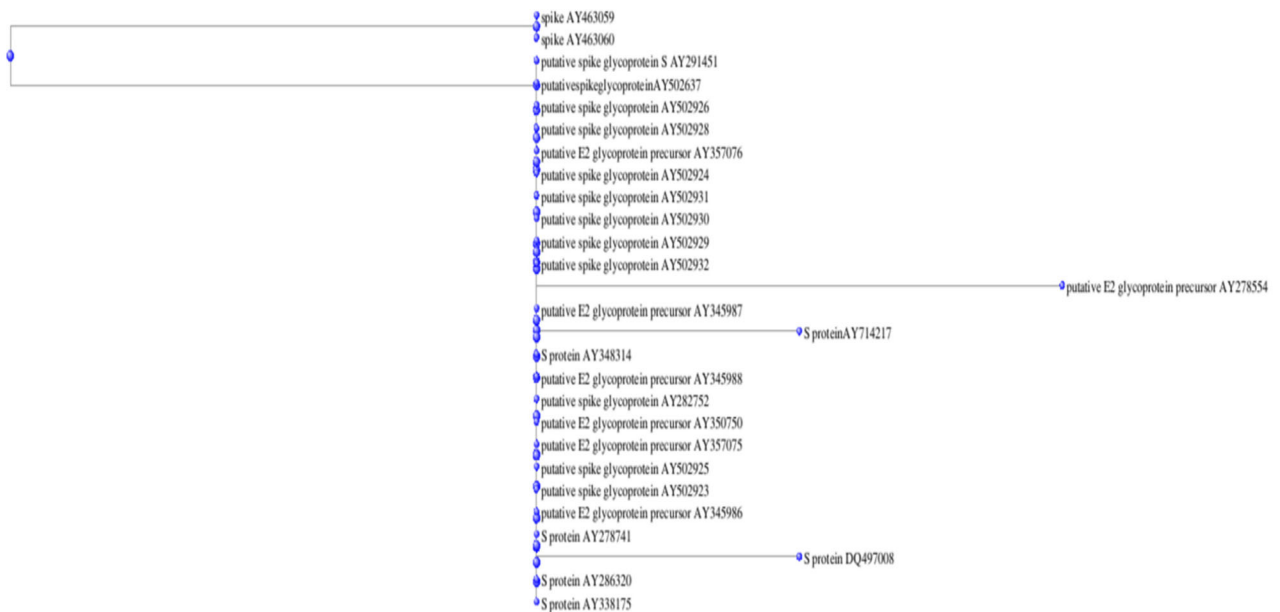 spike AY463059
spike AY463060
putative spike glycoprotein S AY291451
putativespikeglycoproteinAY502637
putative spike glycoprotein AY502926
putative spike glycoprotein AY502928
putative E2 glycoprotein precursor AY357076
putative spike glycoprotein AY502924
putative spike glycoprotein AY502931
putative spike glycoprotein AY502930
putative spike glycoprotein AY502929
putative spike glycoprotein AY502932
putative E2 glycoprotein precursor AY278554
putative E2 glycoprotein precursor AY345987
S proteinAY714217
S protein AY348314
putative E2 glycoprotein precursor AY345988
putative spike glycoprotein AY282752
putative E2 glycoprotein precursor AY350750
putative E2 glycoprotein precursor AY357075
putative spike glycoprotein AY502925
putative spike glycoprotein AY502923
putative E2 glycoprotein precursor AY345986
S protein AY278741
S protein DQ497008
S protein AY286320
S protein AY338175